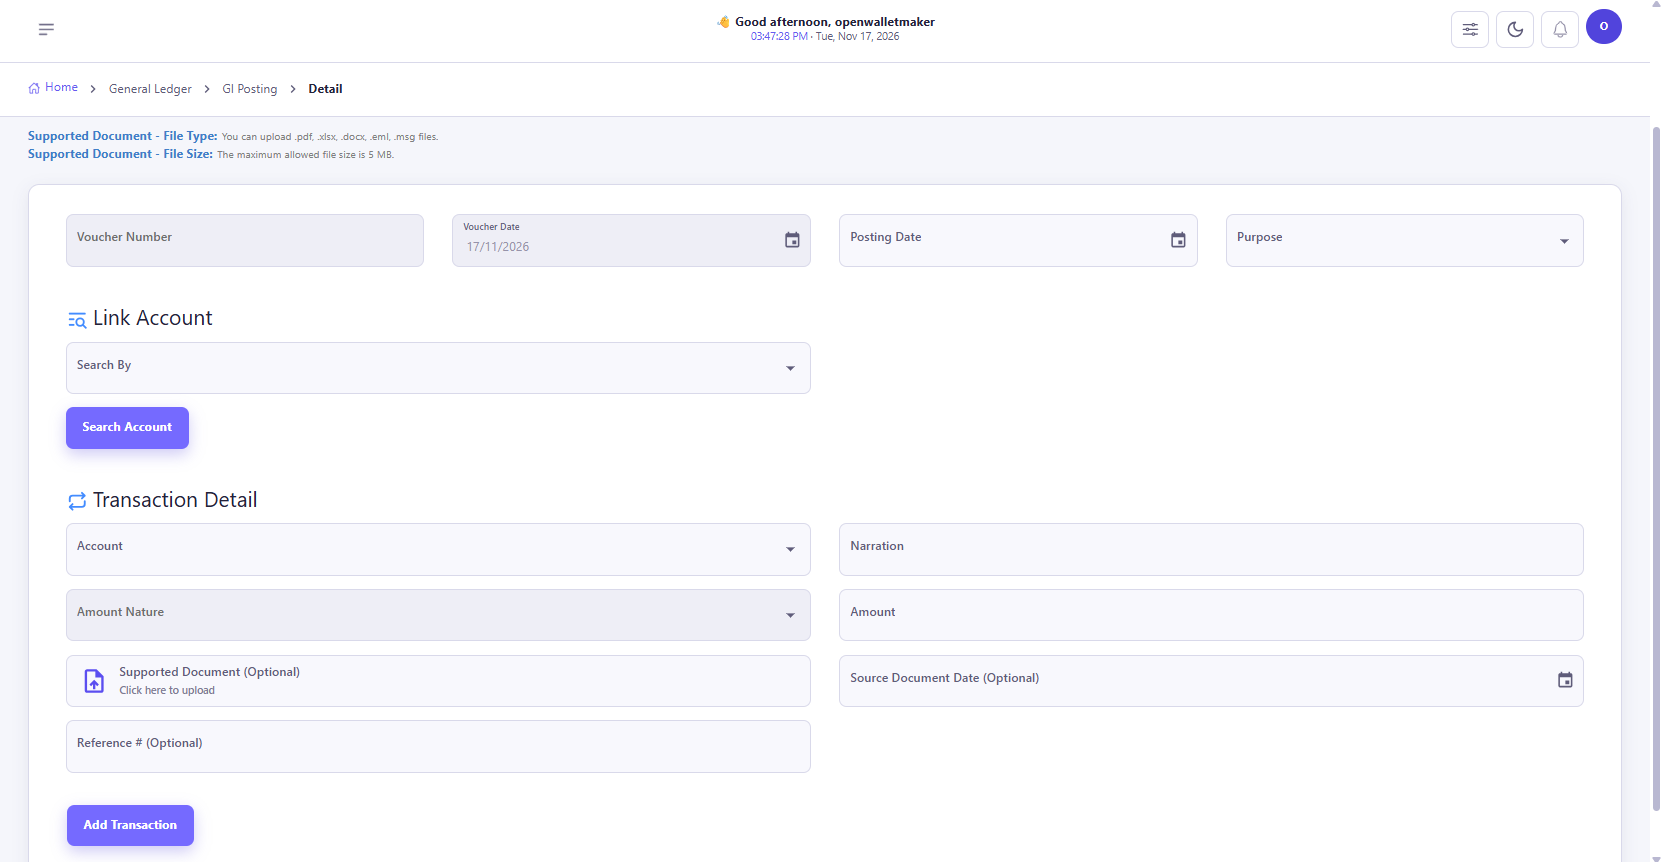 👋 Good afternoon, openwalletmaker
03:47:28 PM · Tue, Nov 17, 2026
O
Home > General Ledger > Gl Posting > Detail
Supported Document - File Type: You can upload .pdf, .xlsx, .docx, .eml, .msg files.
Supported Document - File Size: The maximum allowed file size is 5 MB.
Voucher Number
Voucher Date
17/11/2026
Posting Date
Purpose
Link Account
Search By
Search Account
Transaction Detail
Account
Narration
Amount Nature
Amount
Supported Document (Optional)
Click here to upload
Source Document Date (Optional)
Reference # (Optional)
Add Transaction